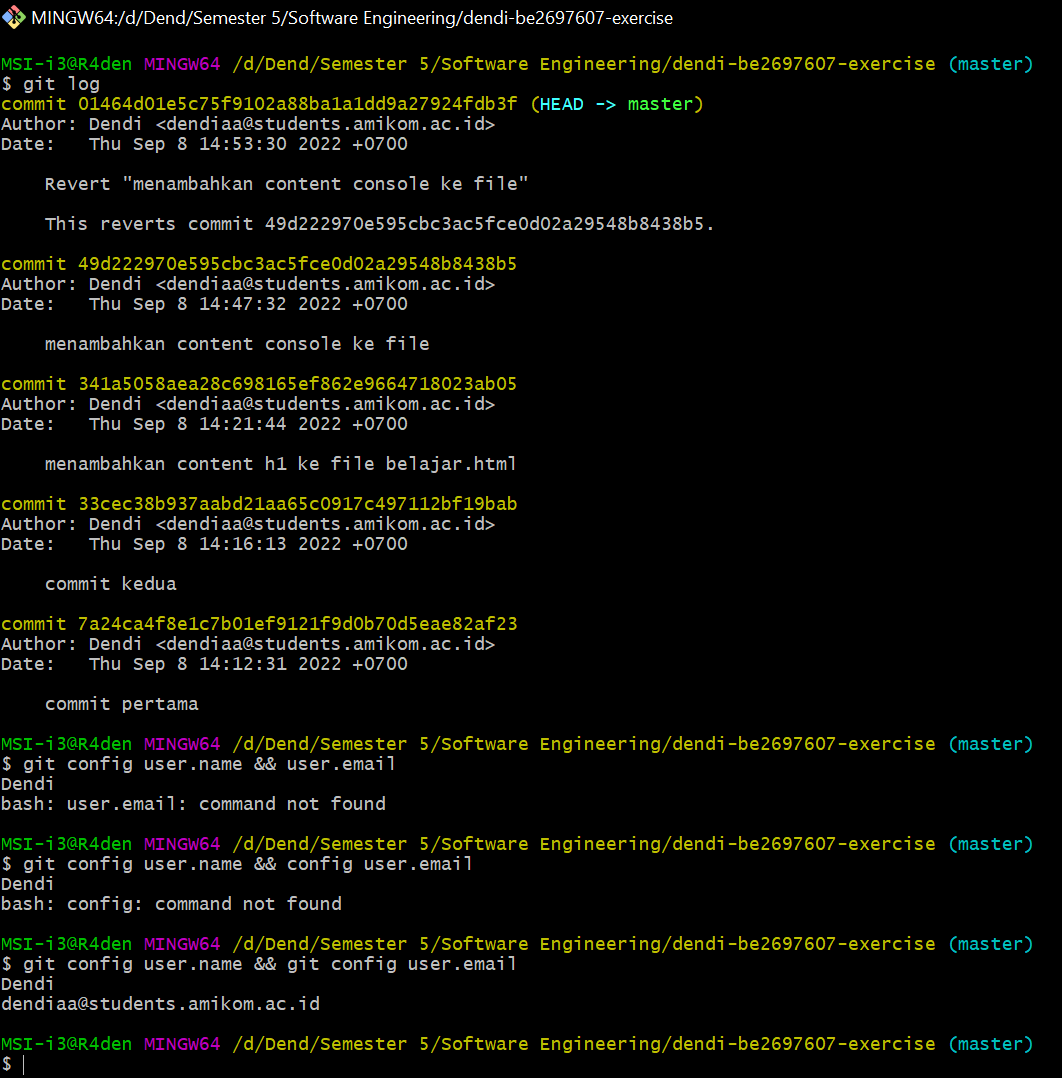 MINGW64:/d/Dend/Semester 5/Software Engineering/dendi-be2697607-exercise
MSI-i3@R4den MINGW64 /d/Dend/Semester 5/Software Engineering/dendi-be2697607-exercise (master)
$ git log
commit 01464d01e5c75f9102a88ba1a1dd9a27924fdb3f (HEAD -> master)
Author: Dendi <dendiaa@students.amikom.ac.id>
Date:   Thu Sep 8 14:53:30 2022 +0700
    Revert "menambahkan content console ke file"
    This reverts commit 49d222970e595cbc3ac5fce0d02a29548b8438b5.
commit 49d222970e595cbc3ac5fce0d02a29548b8438b5
Author: Dendi <dendiaa@students.amikom.ac.id>
Date:   Thu Sep 8 14:47:32 2022 +0700
    menambahkan content console ke file
commit 341a5058aea28c698165ef862e9664718023ab05
Author: Dendi <dendiaa@students.amikom.ac.id>
Date:   Thu Sep 8 14:21:44 2022 +0700
    menambahkan content h1 ke file belajar.html
commit 33cec38b937aabd21aa65c0917c497112bf19bab
Author: Dendi <dendiaa@students.amikom.ac.id>
Date:   Thu Sep 8 14:16:13 2022 +0700
    commit kedua
commit 7a24ca4f8e1c7b01ef9121f9d0b70d5eae82af23
Author: Dendi <dendiaa@students.amikom.ac.id>
Date:   Thu Sep 8 14:12:31 2022 +0700
    commit pertama
MSI-i3@R4den MINGW64 /d/Dend/Semester 5/Software Engineering/dendi-be2697607-exercise (master)
$ git config user.name && user.email
Dendi
bash: user.email: command not found
MSI-i3@R4den MINGW64 /d/Dend/Semester 5/Software Engineering/dendi-be2697607-exercise (master)
$ git config user.name && config user.email
Dendi
bash: config: command not found
MSI-i3@R4den MINGW64 /d/Dend/Semester 5/Software Engineering/dendi-be2697607-exercise (master)
$ git config user.name && git config user.email
Dendi
dendiaa@students.amikom.ac.id
MSI-i3@R4den MINGW64 /d/Dend/Semester 5/Software Engineering/dendi-be2697607-exercise (master)
$